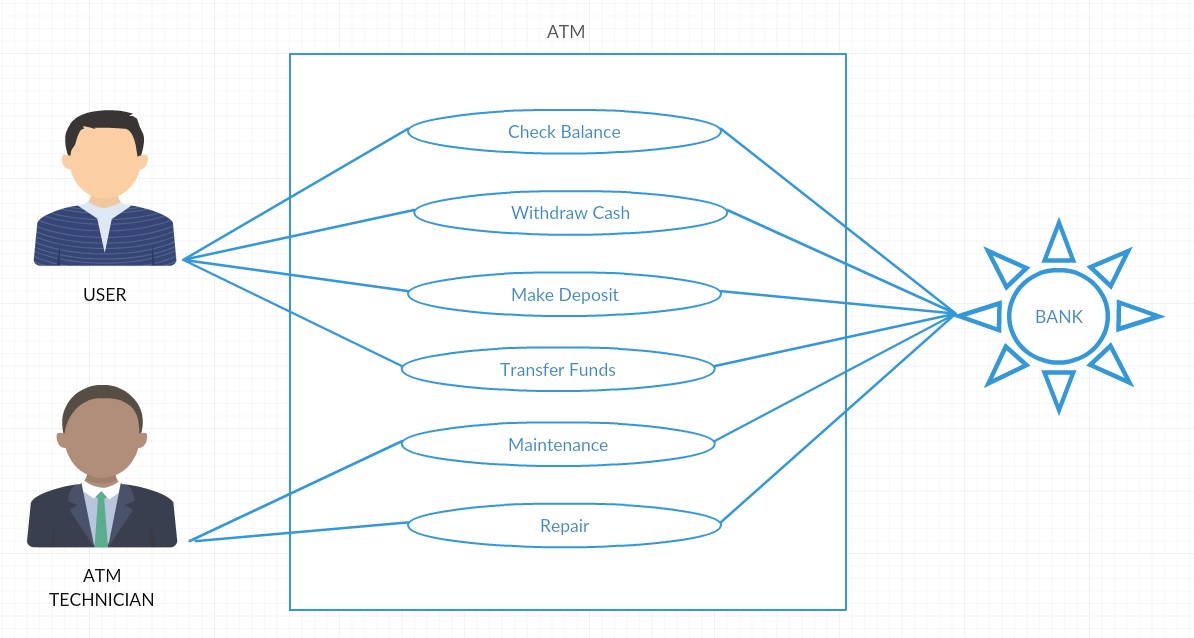 ATM
Check Balance
Withdraw Cash
Make Deposit
Transfer Funds
Maintenance
Repair
USER
ATM
TECHNICIAN
BANK